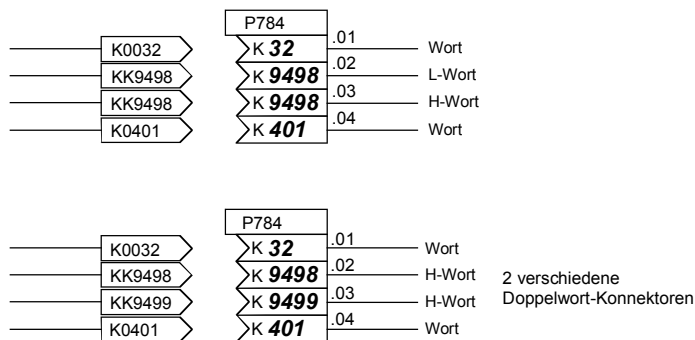 P784
K0032 K 32 .01 Wort
KK9498 K 9498 .02 L-Wort
KK9498 K 9498 .03 H-Wort
K0401 K 401 .04 Wort
P784
K0032 K 32 .01 Wort
KK9498 K 9498 .02 H-Wort 2 verschiedene
KK9499 K 9499 .03 H-Wort Doppelwort-Konnektoren
K0401 K 401 .04 Wort